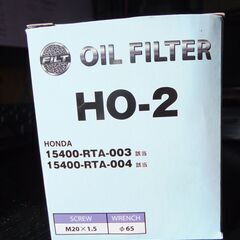 FILT
OIL FILTER
HO-2
HONDA
15400-RTA-003 該当
15400-RTA-004 該当
SCREW WRENCH
M20×1.5 φ65